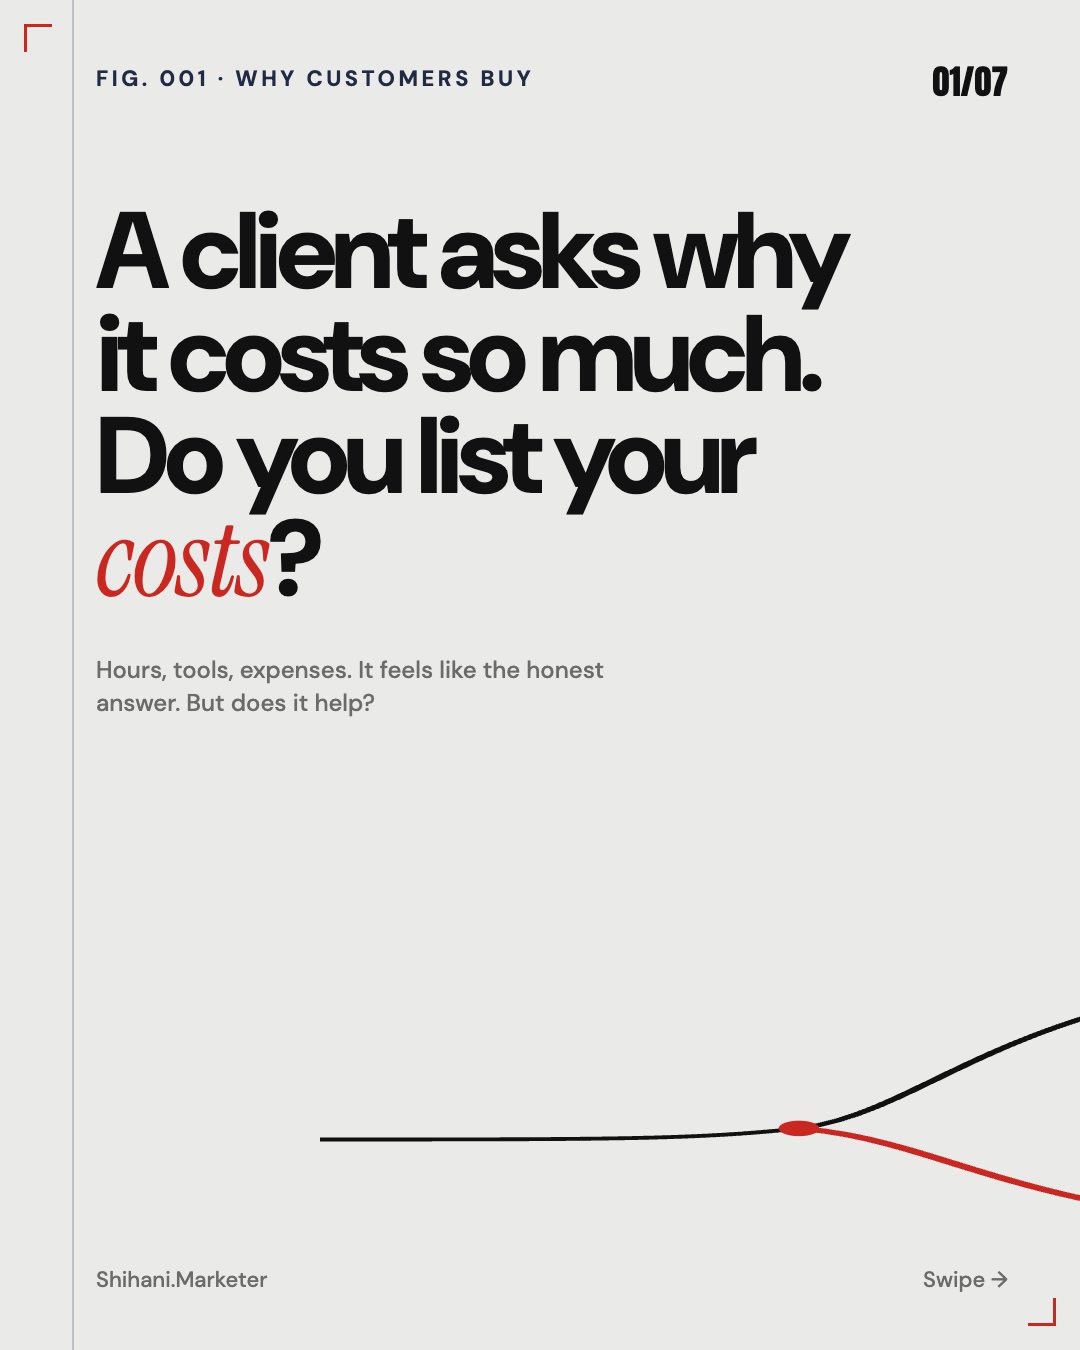 FIG. 001 · WHY CUSTOMERS BUY
01/07
A client asks why
it costs so much.
Do you list your
costs?
Hours, tools, expenses. It feels like the honest
answer. But does it help?
Shihani.Marketer
Swipe →